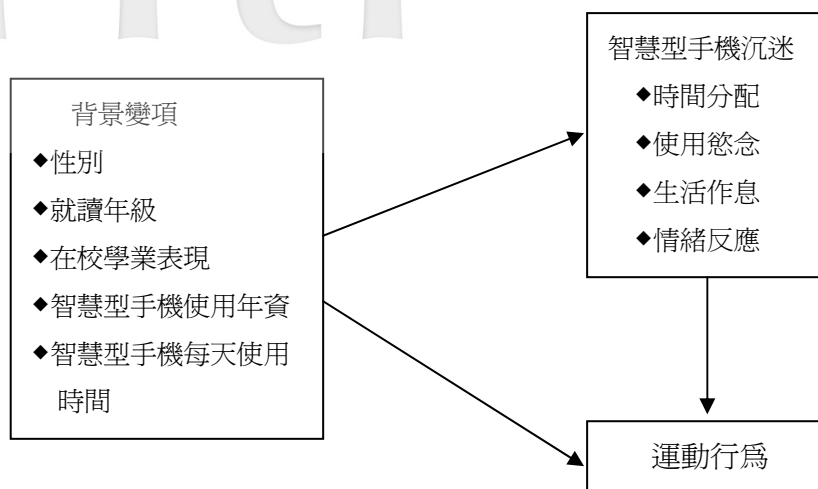 背景變項
◆性別
◆就讀年級
◆在校學業表現
◆智慧型手機使用年資
◆智慧型手機每天使用
時間
智慧型手機沉迷
◆時間分配
◆使用慾念
◆生活作息
◆情緒反應
運動行為